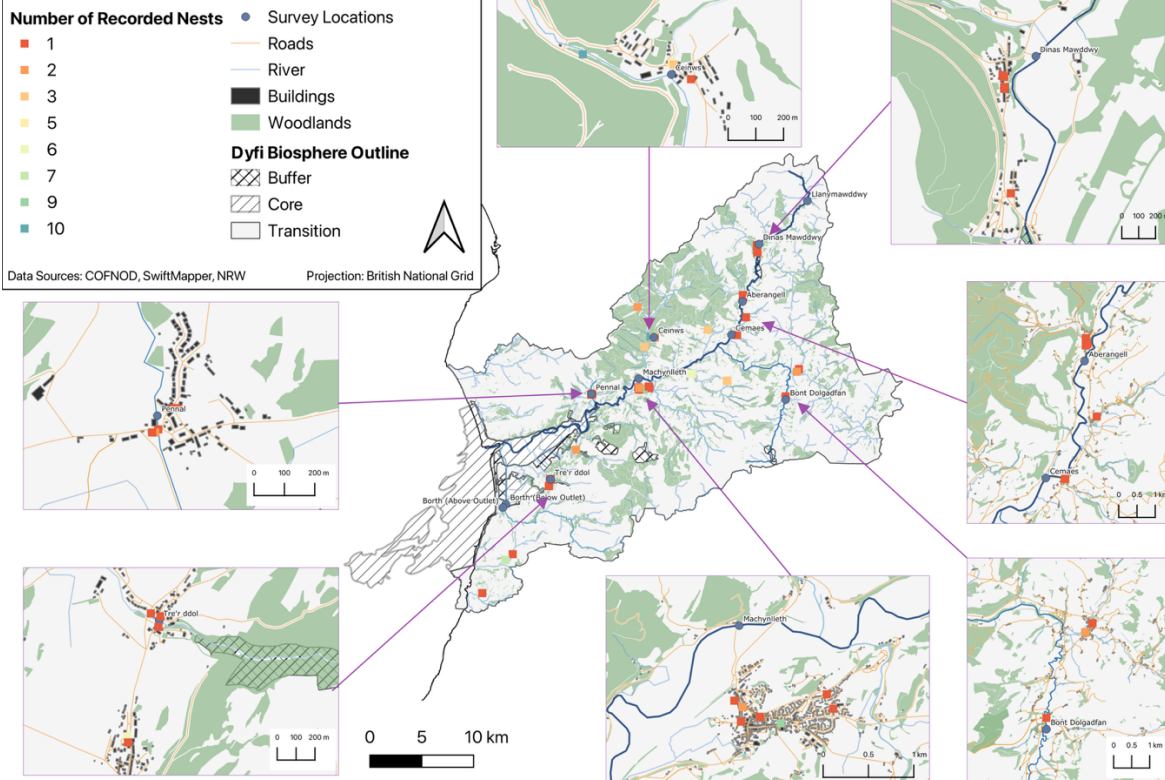 Number of Recorded Nests
1
2
3
5
6
7
9
10
Survey Locations
Roads
River
Buildings
Woodlands
Dyfi Biosphere Outline
Buffer
Core
Transition
Data Sources: COFNOD, SwiftMapper, NRW
Projection: British National Grid
Ceinws
0 100 200 m
Dinas Mawddwy
0 100 200 m
Llanymawddwy
Dinas Mawddwy
Aberangell
Cemaes
Ceinws
Machynlleth
Pennal
Bont Dolgadfan
Tre'r ddol
Borth (Above Outlet)
Borth (Below Outlet)
Pennal
0 100 200 m
Aberangell
Cemaes
0 0.5 1 km
Tre'r ddol
0 100 200 m
0 5 10 km
Machynlleth
0 0.5 1 km
Bont Dolgadfan
0 0.5 1 km